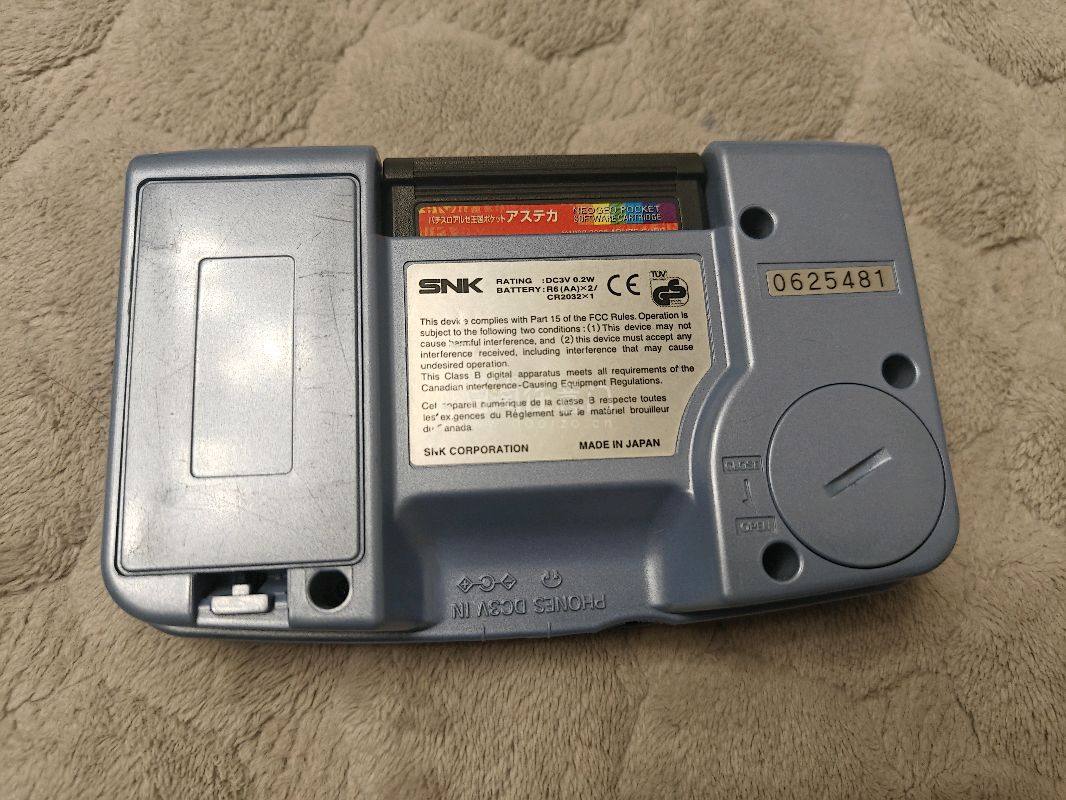 パチスロアルゼ王国ポケット アステカ
NEOGEO POCKET
SOFTWARE CARTRIDGE
SNK
RATING :DC3V 0.2W
BATTERY:R6(AA)×2/
CR2032×1
CE
TÜV
GS
0625481
This device complies with Part 15 of the FCC Rules. Operation is
subject to the following two conditions :(1)This device may not
cause harmful interference, and (2)this device must accept any
interference received, including interference that may cause
undesired operation.
This Class B digital apparatus meets all requirements of the
Canadian interference-Causing Equipment Regulations.
Cet appareil numérique de la classe B respecte toutes
les exigences du Réglement sur le matériel brouilleur
du Canada.
SNK CORPORATION MADE IN JAPAN
CLOSE
OPEN
PHONES DC3V IN